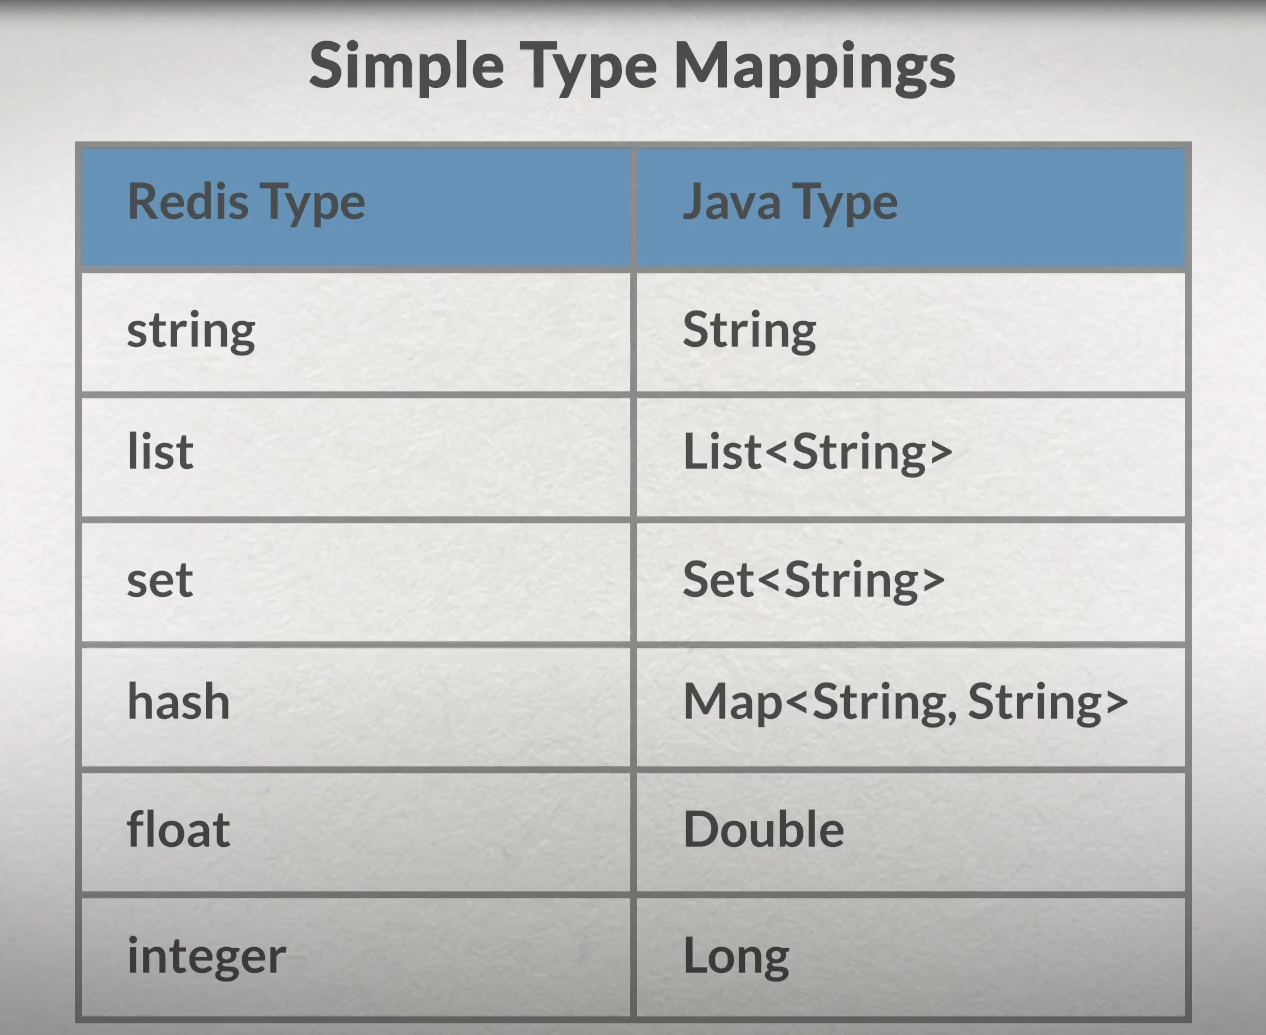 Simple Type Mappings
Redis Type Java Type
string String
list List<String>
set Set<String>
hash Map<String, String>
float Double
integer Long